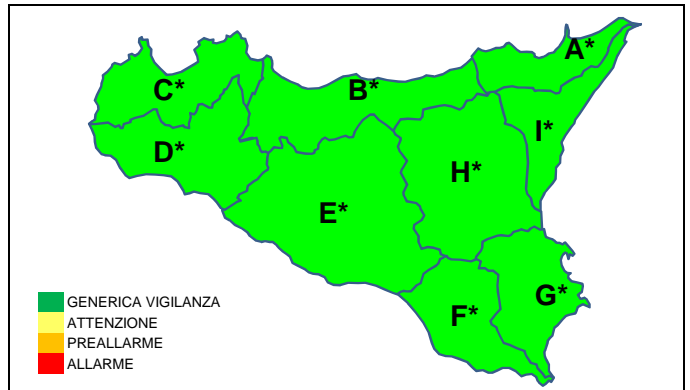 A*
C*
B*
I*
D*
H*
E*
G*
F*
GENERICA VIGILANZA
ATTENZIONE
PREALLARME
ALLARME